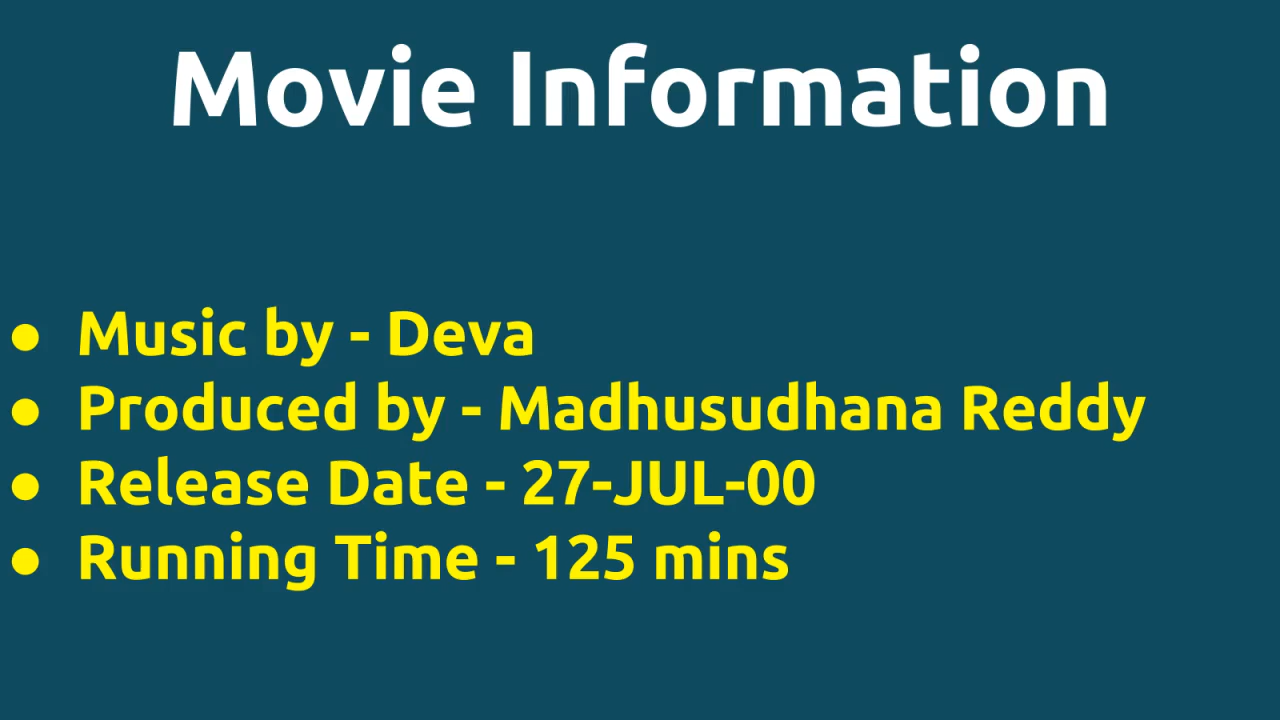 Movie Information
● Music by - Deva
● Produced by - Madhusudhana Reddy
● Release Date - 27-JUL-00
● Running Time - 125 mins